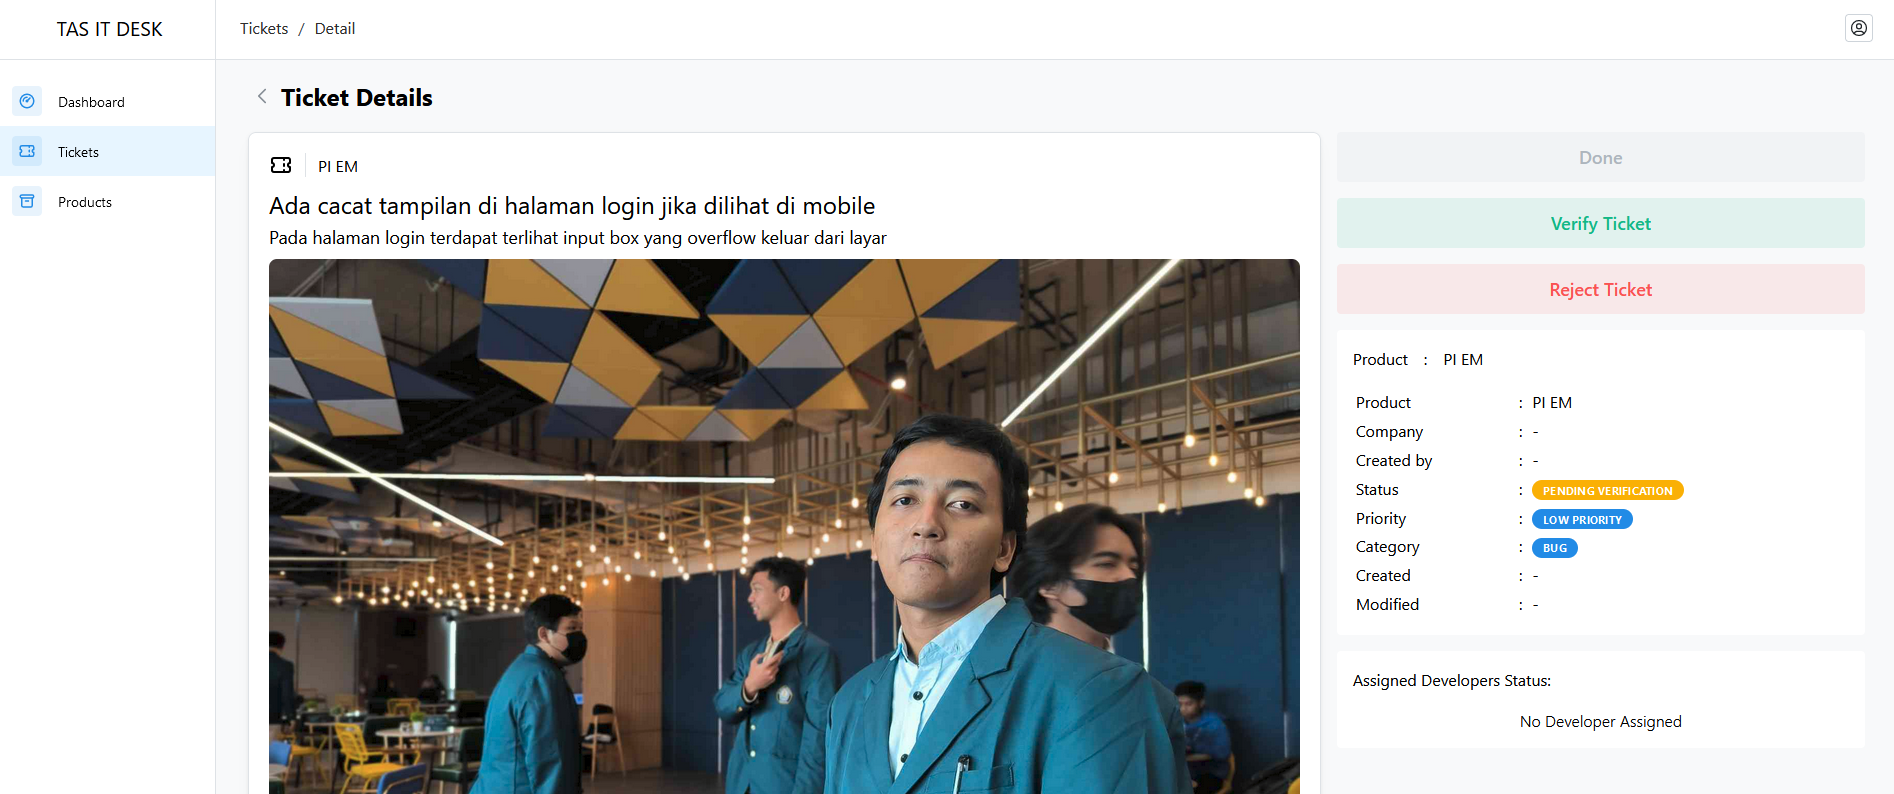 TAS IT DESK
Tickets / Detail
Dashboard
Tickets
Products
Ticket Details
PI EM
Ada cacat tampilan di halaman login jika dilihat di mobile
Pada halaman login terdapat terlihat input box yang overflow keluar dari layar
Done
Verify Ticket
Reject Ticket
Product : PI EM
Product : PI EM
Company : -
Created by : -
Status : PENDING VERIFICATION
Priority : LOW PRIORITY
Category : BUG
Created : -
Modified : -
Assigned Developers Status:
No Developer Assigned